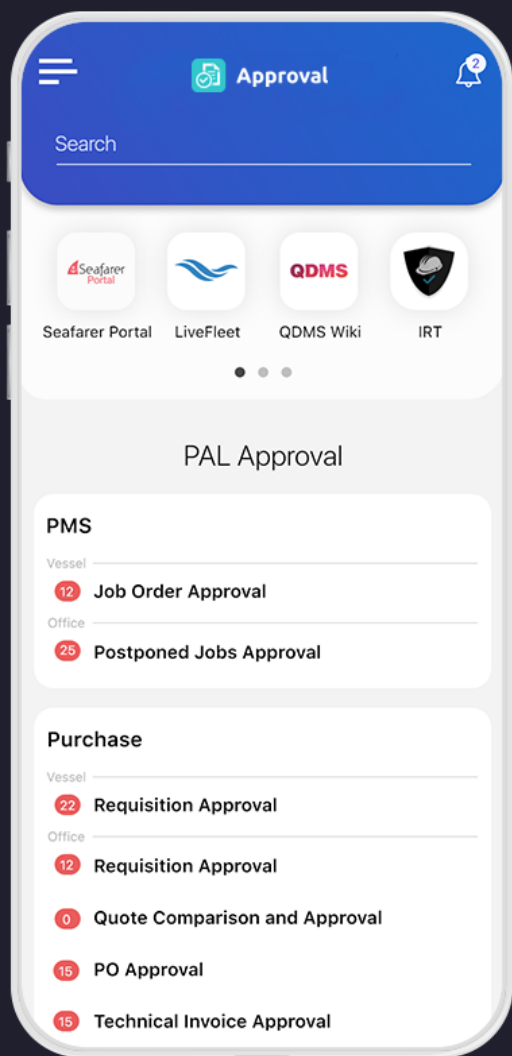 Approval
2
Search
Seafarer
Portal
QDMS
Seafarer Portal
LiveFleet
QDMS Wiki
IRT
PAL Approval
PMS
Vessel
12 Job Order Approval
Office
25 Postponed Jobs Approval
Purchase
Vessel
22 Requisition Approval
Office
12 Requisition Approval
0 Quote Comparison and Approval
15 PO Approval
15 Technical Invoice Approval